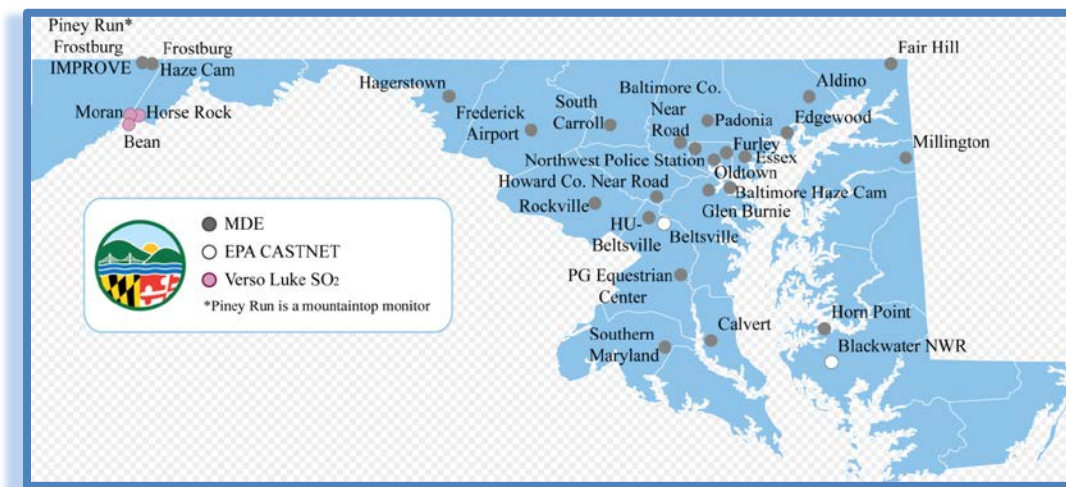 Piney Run*
Frostburg
IMPROVE
Frostburg
Haze Cam
Moran
Horse Rock
Bean
Hagerstown
Frederick
Airport
South
Carroll
Baltimore Co.
Near
Road
Padonia
Aldino
Fair Hill
Edgewood
Millington
Northwest Police Station
Furley
Essex
Oldtown
Howard Co. Near Road
Baltimore Haze Cam
Rockville
Glen Burnie
HU-
Beltsville
Beltsville
PG Equestrian
Center
Calvert
Southern
Maryland
Horn Point
Blackwater NWR
MDE
EPA CASTNET
Verso Luke SO₂
*Piney Run is a mountaintop monitor